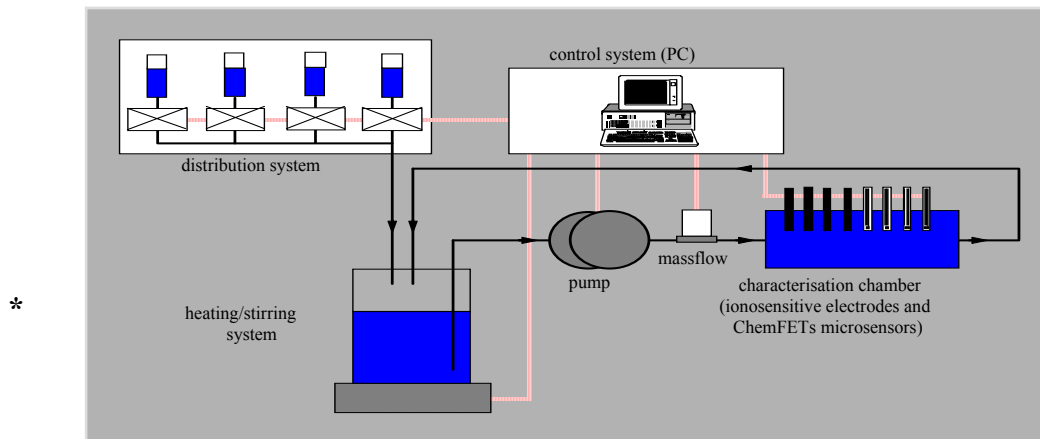 control system (PC)
distribution system
massflow
pump
characterisation chamber
(ionosensitive electrodes and
ChemFETs microsensors)
heating/stirring
system
*